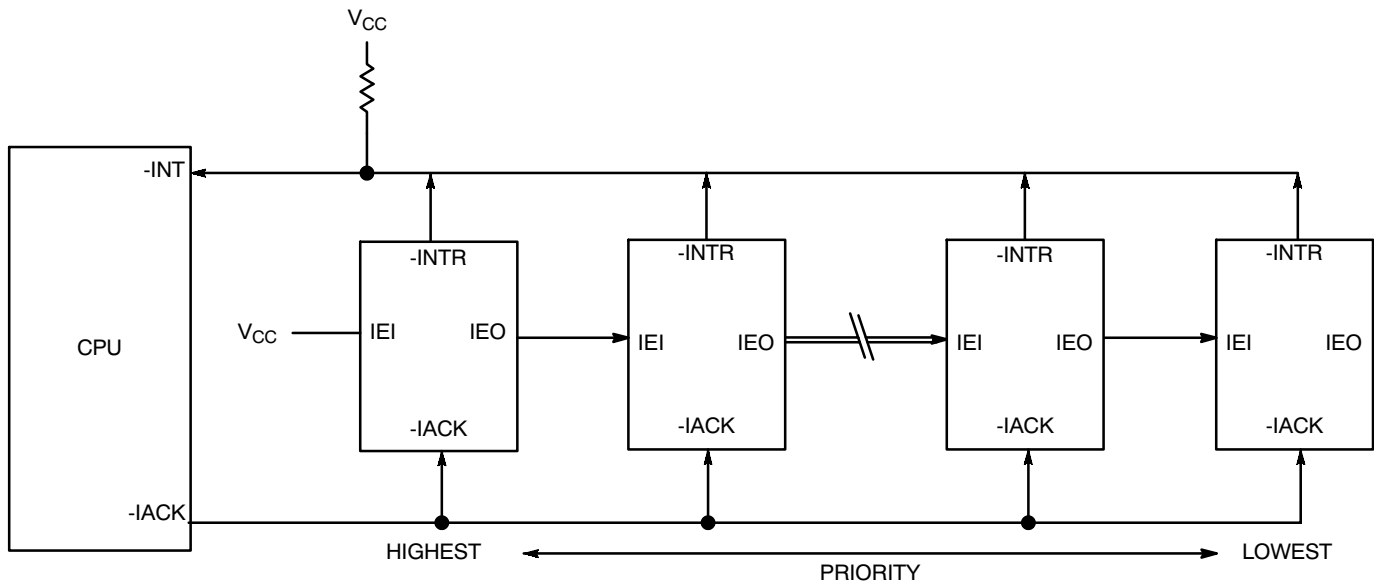 VCC
-INT
-INTR
-INTR
-INTR
-INTR
VCC
IEI
IEO
IEI
IEO
IEI
IEO
IEI
IEO
CPU
-IACK
-IACK
-IACK
-IACK
-IACK
HIGHEST
LOWEST
PRIORITY